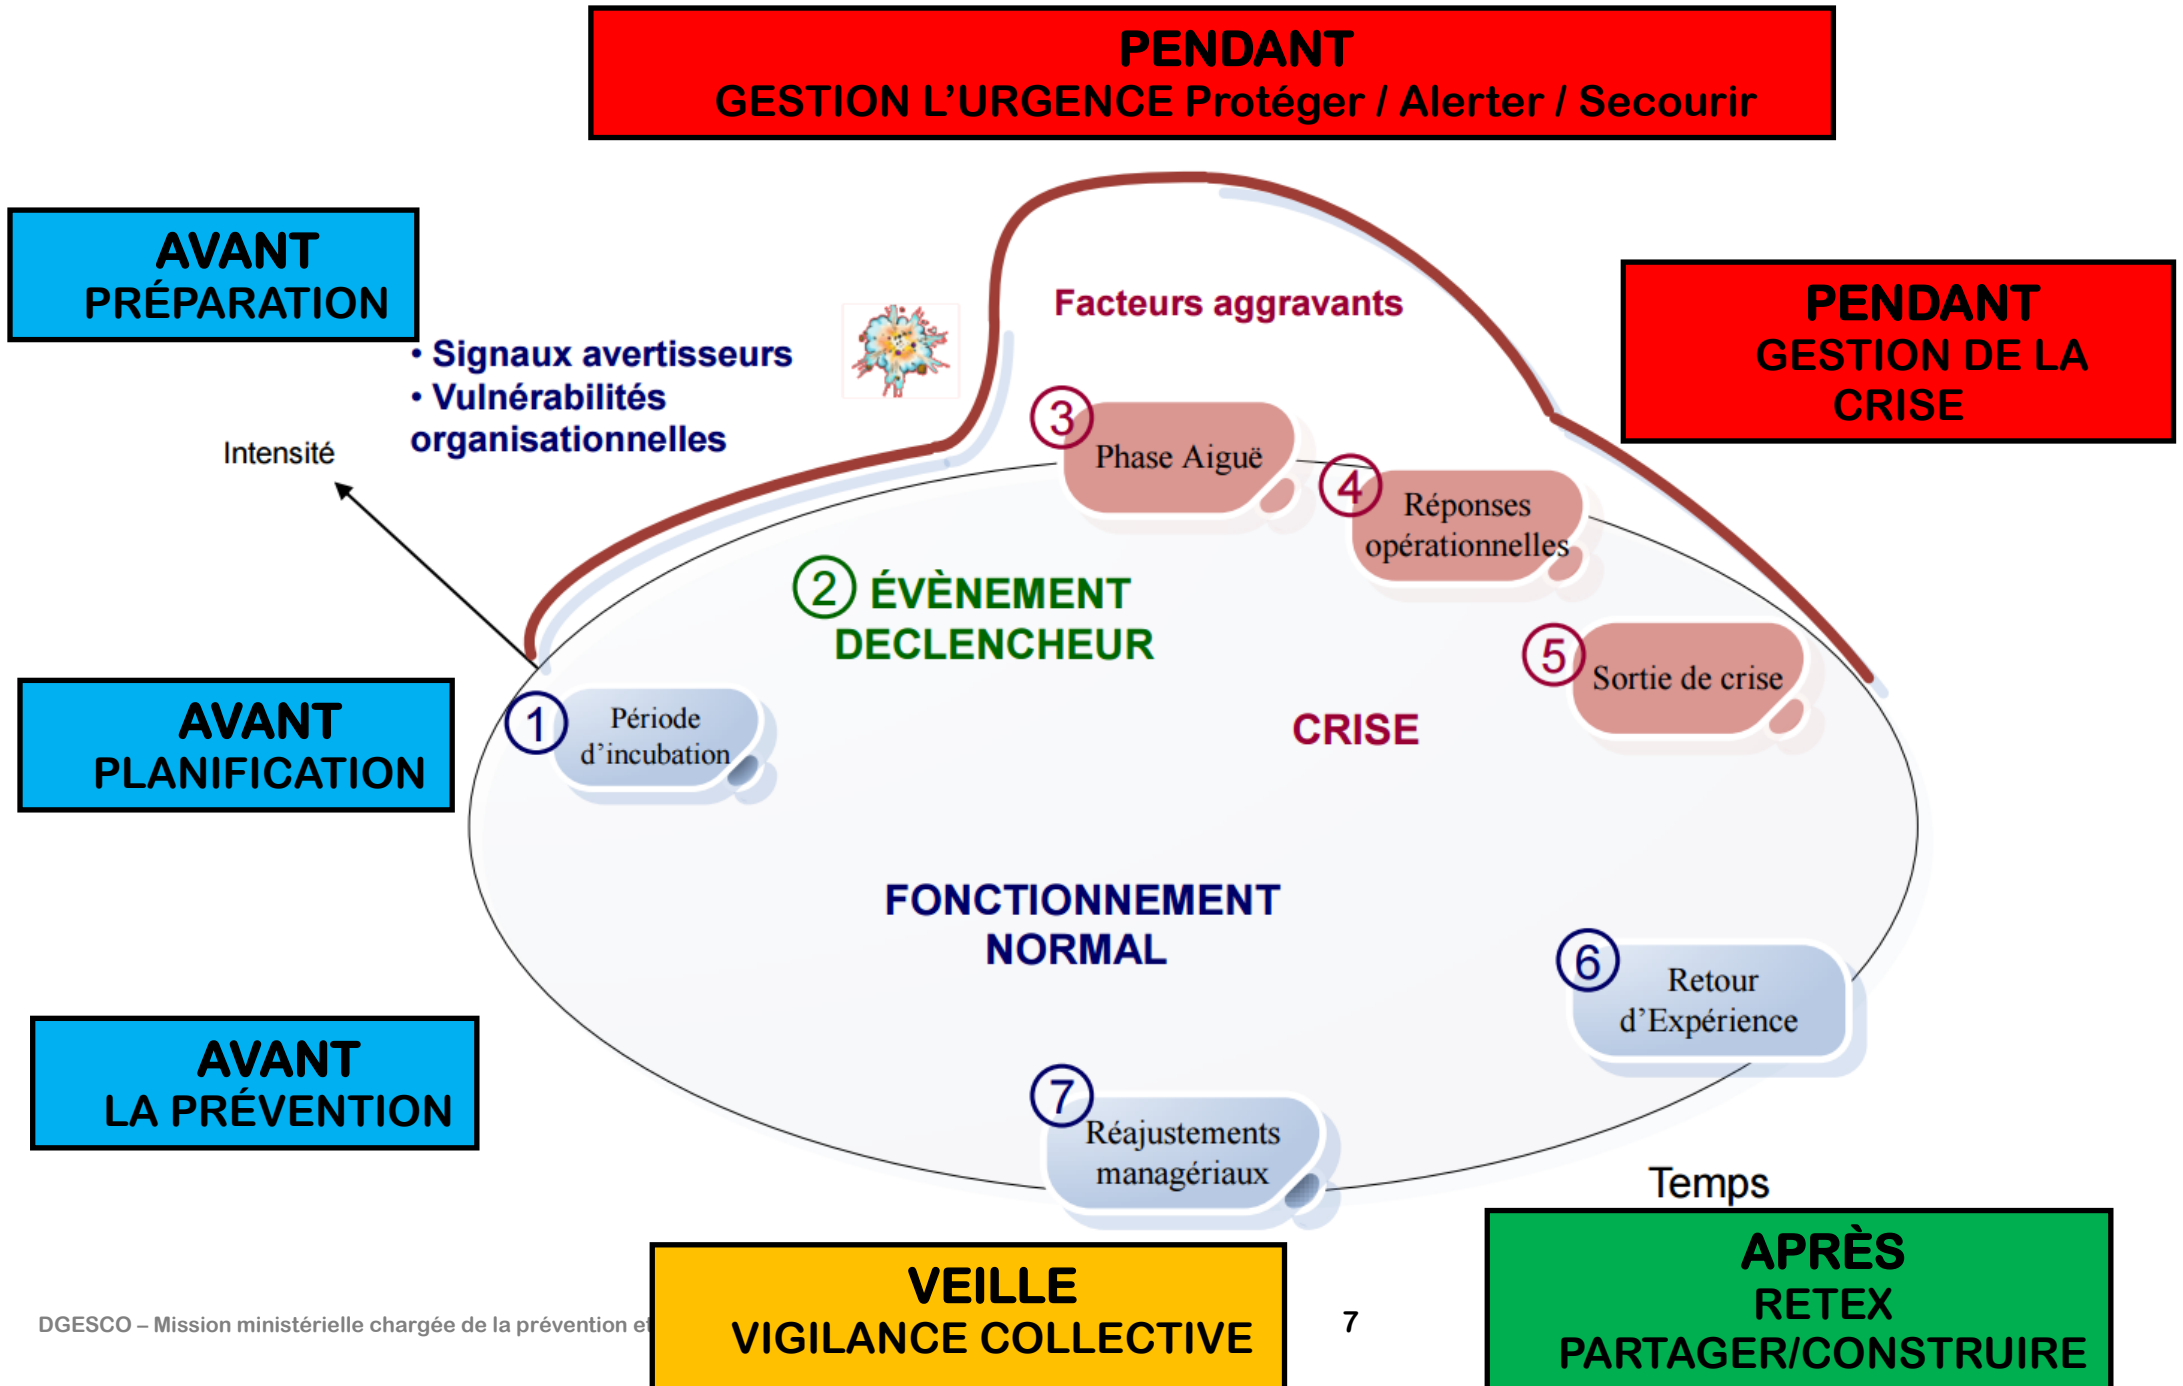 PENDANT
GESTION L’URGENCE Protéger / Alerter / Secourir
AVANT
PRÉPARATION
• Signaux avertisseurs
• Vulnérabilités
organisationnelles
Facteurs aggravants
PENDANT
GESTION DE LA
CRISE
Intensité
3
Phase Aiguë
4
Réponses
opérationnelles
2 ÉVÈNEMENT
DECLENCHEUR
5
Sortie de crise
AVANT
PLANIFICATION
1
Période
d’incubation
CRISE
FONCTIONNEMENT
NORMAL
6
Retour
d’Expérience
AVANT
LA PRÉVENTION
7
Réajustements
managériaux
Temps
VEILLE
VIGILANCE COLLECTIVE
APRÈS
RETEX
PARTAGER/CONSTRUIRE
DGESCO – Mission ministérielle chargée de la prévention et
7